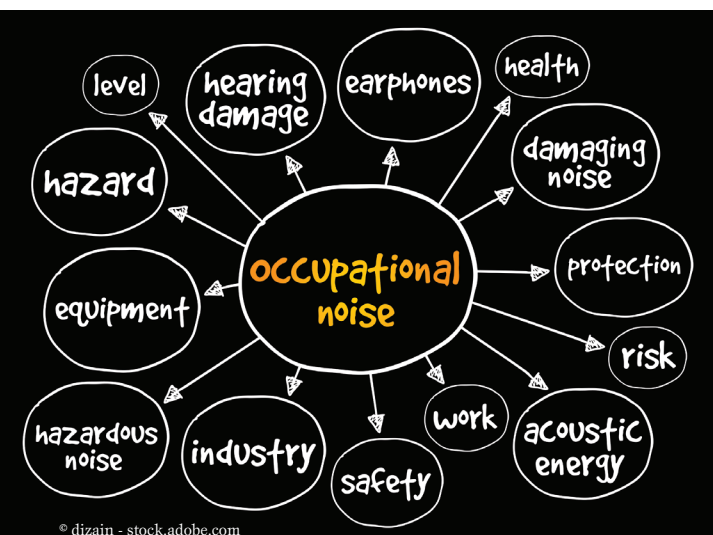 level
hearing
damage
earphones
health
hazard
damaging
noise
equipment
occupational
noise
protection
risk
hazardous
noise
industry
safety
work
acoustic
energy
© dizain - stock.adobe.com